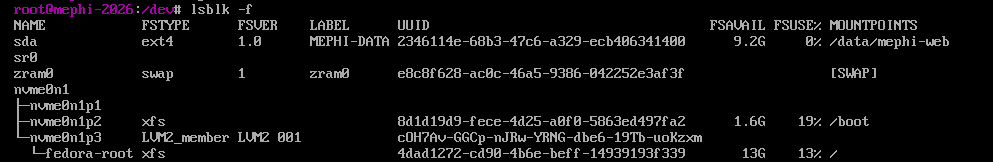 root@mephi-2026:/dev# lsblk -f
NAME FSTYPE FSVER LABEL UUID FSAVAIL FSUSE% MOUNTPOINTS
sda ext4 1.0 MEPHI-DATA 2346114e-68b3-47c6-a329-ecb406341400 9.2G 0% /data/mephi-web
sr0
zram0 swap 1 zram0 e8c8f628-ac0c-46a5-9386-042252e3af3f [SWAP]
nvme0n1
├─nvme0n1p1
├─nvme0n1p2 xfs 8d1d19d9-fece-4d25-a0f0-5863ed497fa2 1.6G 19% /boot
└─nvme0n1p3 LVM2_member LVM2 001 cOH7Av-GGCp-nJRw-YRNG-dbe6-19Tb-uoKzxm
└─fedora-root xfs 4dad1272-cd90-4b6e-beff-14939193f339 13G 13% /